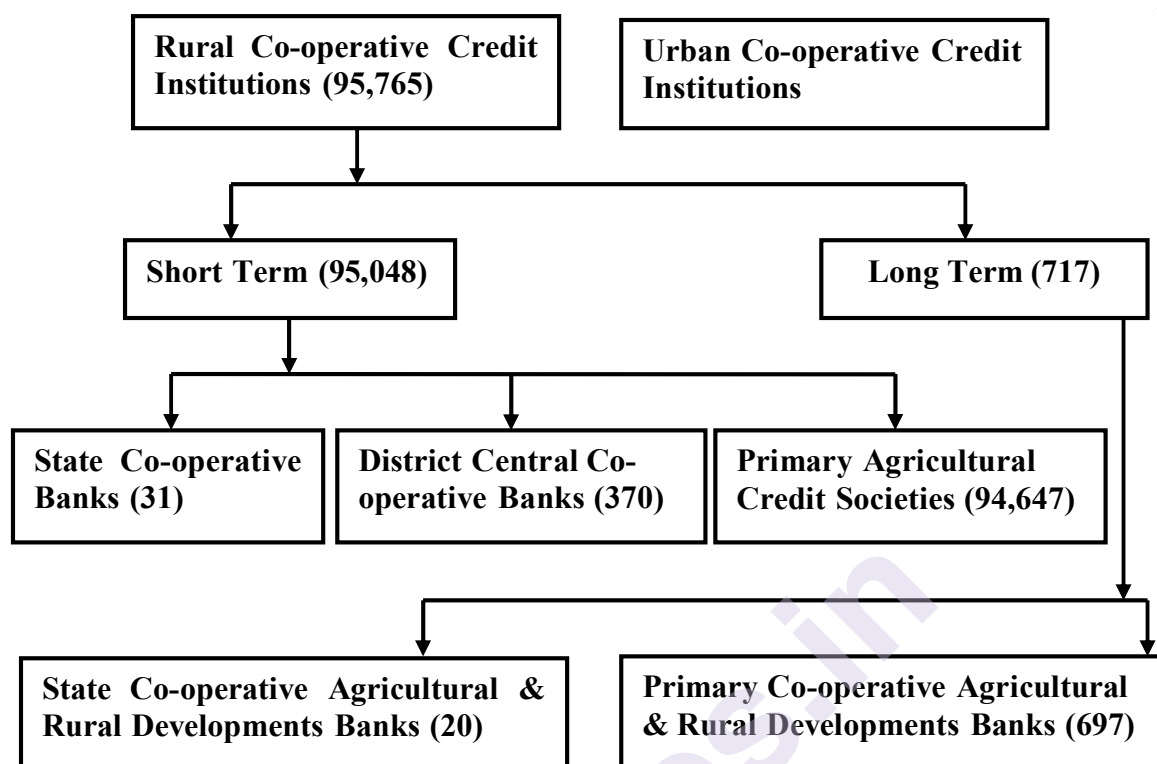 Rural Co-operative Credit
Institutions (95,765)
Urban Co-operative Credit
Institutions
Short Term (95,048)
Long Term (717)
State Co-operative
Banks (31)
District Central Co-
operative Banks (370)
Primary Agricultural
Credit Societies (94,647)
State Co-operative Agricultural &
Rural Developments Banks (20)
Primary Co-operative Agricultural
& Rural Developments Banks (697)
es.in